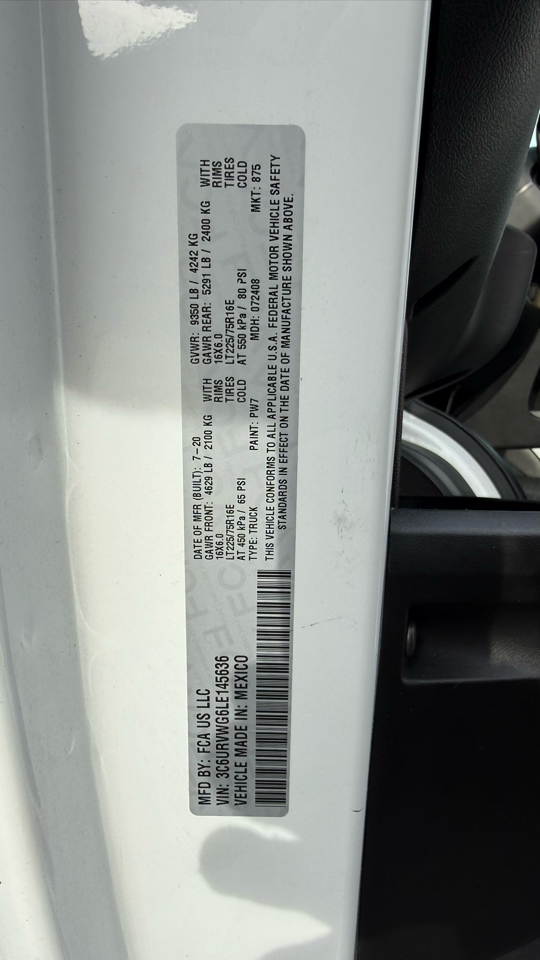 MFD BY: FCA US LLC
VIN: 3C6URVWG6LE145636
VEHICLE MADE IN: MEXICO
DATE OF MFR (BUILT): 7-20
GAWR FRONT: 4629 LB / 2100 KG WITH
16X6.0 RIMS
LT225/75R16E TIRES
AT 450 kPa / 65 PSI COLD
TYPE: TRUCK PAINT: PW7
GVWR: 9350 LB / 4242 KG
GAWR REAR: 5291 LB / 2400 KG WITH
16X6.0 RIMS
LT225/75R16E TIRES
AT 550 kPa / 80 PSI COLD
MDH: 072408 MKT: 875
THIS VEHICLE CONFORMS TO ALL APPLICABLE U.S.A. FEDERAL MOTOR VEHICLE SAFETY
STANDARDS IN EFFECT ON THE DATE OF MANUFACTURE SHOWN ABOVE.